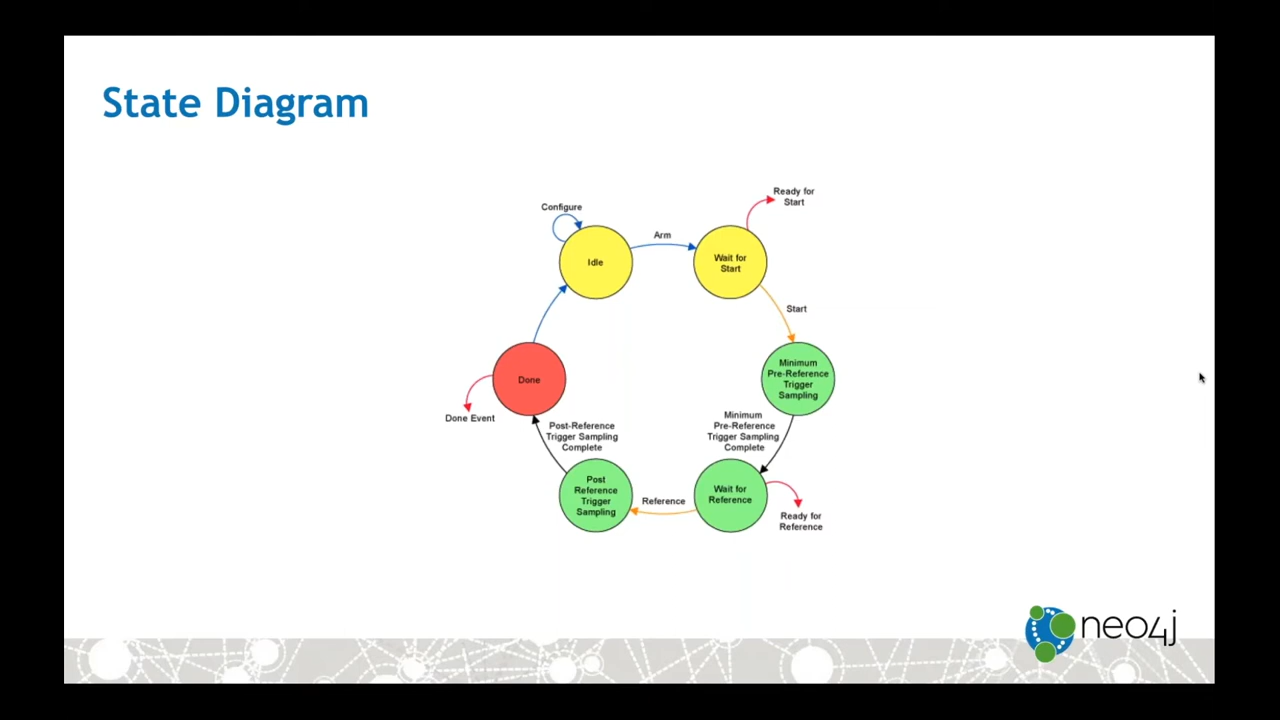 State Diagram
Ready for
Start
Configure
Arm
Idle
Wait for
Start
Start
Minimum
Pre-Reference
Trigger
Sampling
Done
Done Event
Post-Reference
Trigger Sampling
Complete
Minimum
Pre-Reference
Trigger Sampling
Complete
Post
Reference
Trigger
Sampling
Reference
Wait for
Reference
Ready for
Reference
neo4j